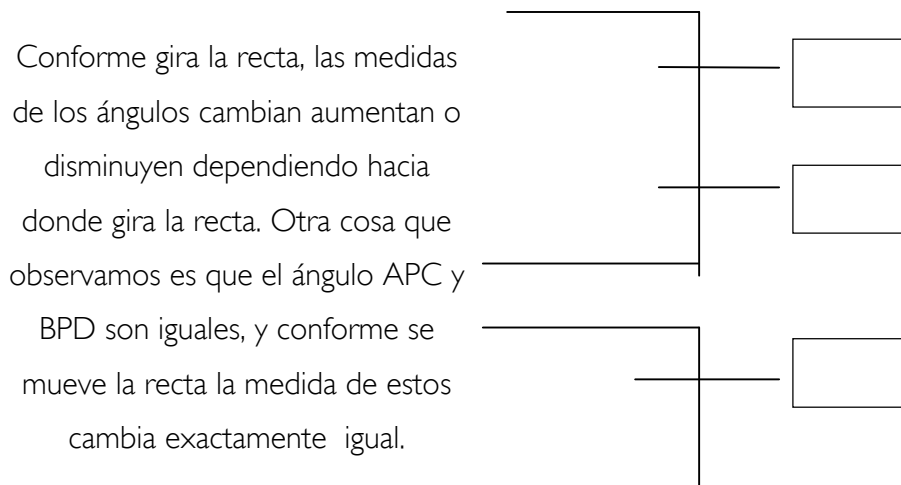 Conforme gira la recta, las medidas
de los ángulos cambian aumentan o
disminuyen dependiendo hacia
donde gira la recta. Otra cosa que
observamos es que el ángulo APC y
BPD son iguales, y conforme se
mueve la recta la medida de estos
cambia exactamente igual.